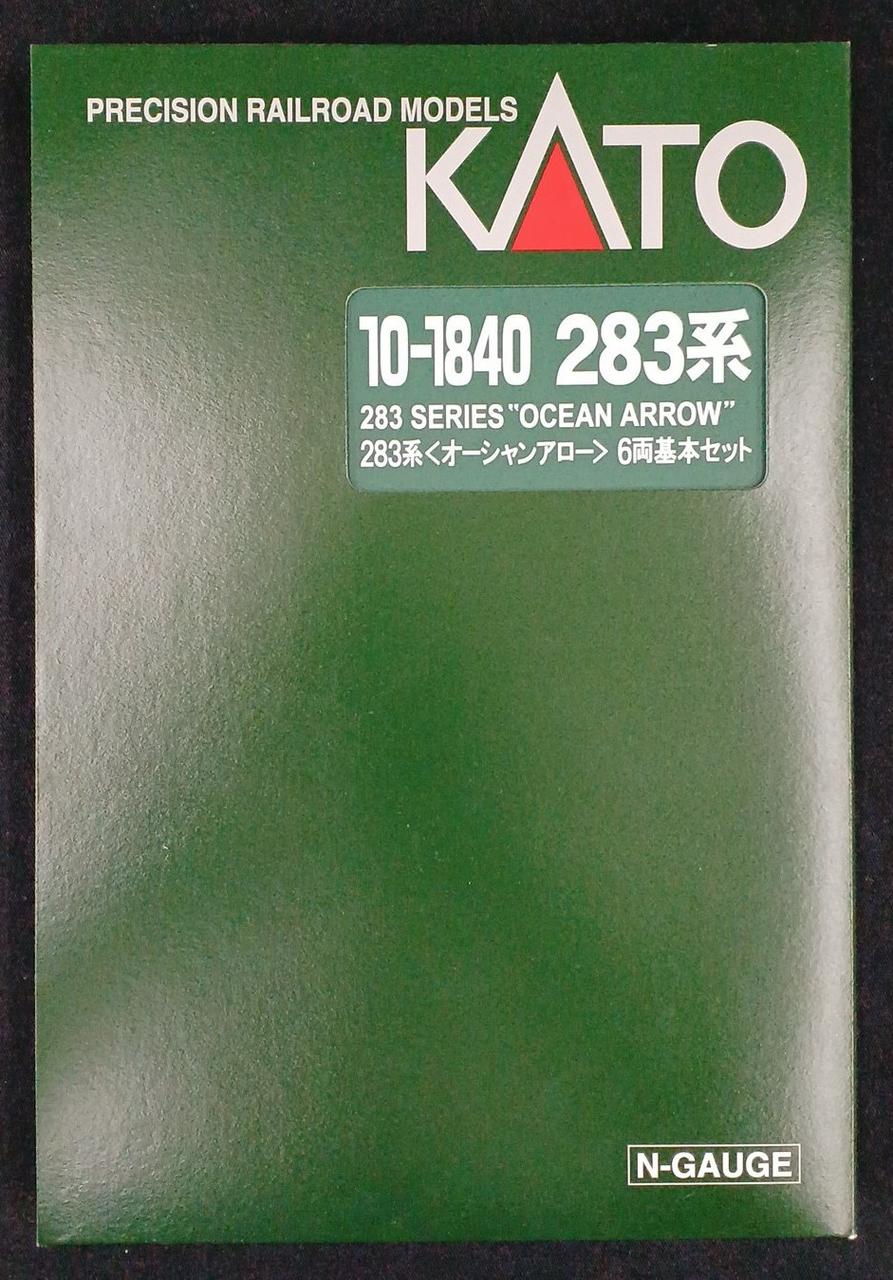 PRECISION RAILROAD MODELS
KATO
10-1840 283系
283 SERIES "OCEAN ARROW"
283系<オーシャンアロー> 6両基本セット
N-GAUGE